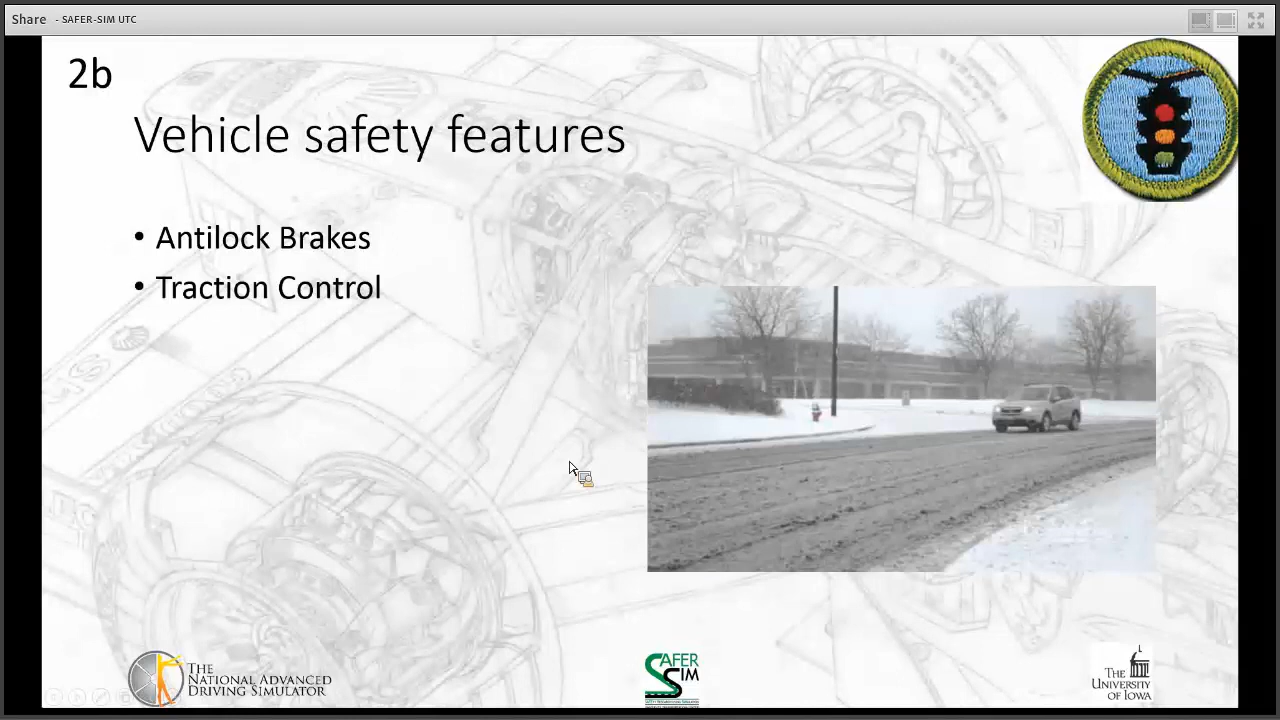 Share - SAFER-SIM UTC
2b
Vehicle safety features
• Antilock Brakes
• Traction Control
THE
NATIONAL ADVANCED
DRIVING SIMULATOR
SAFER
SIM
THE
UNIVERSITY
OF IOWA